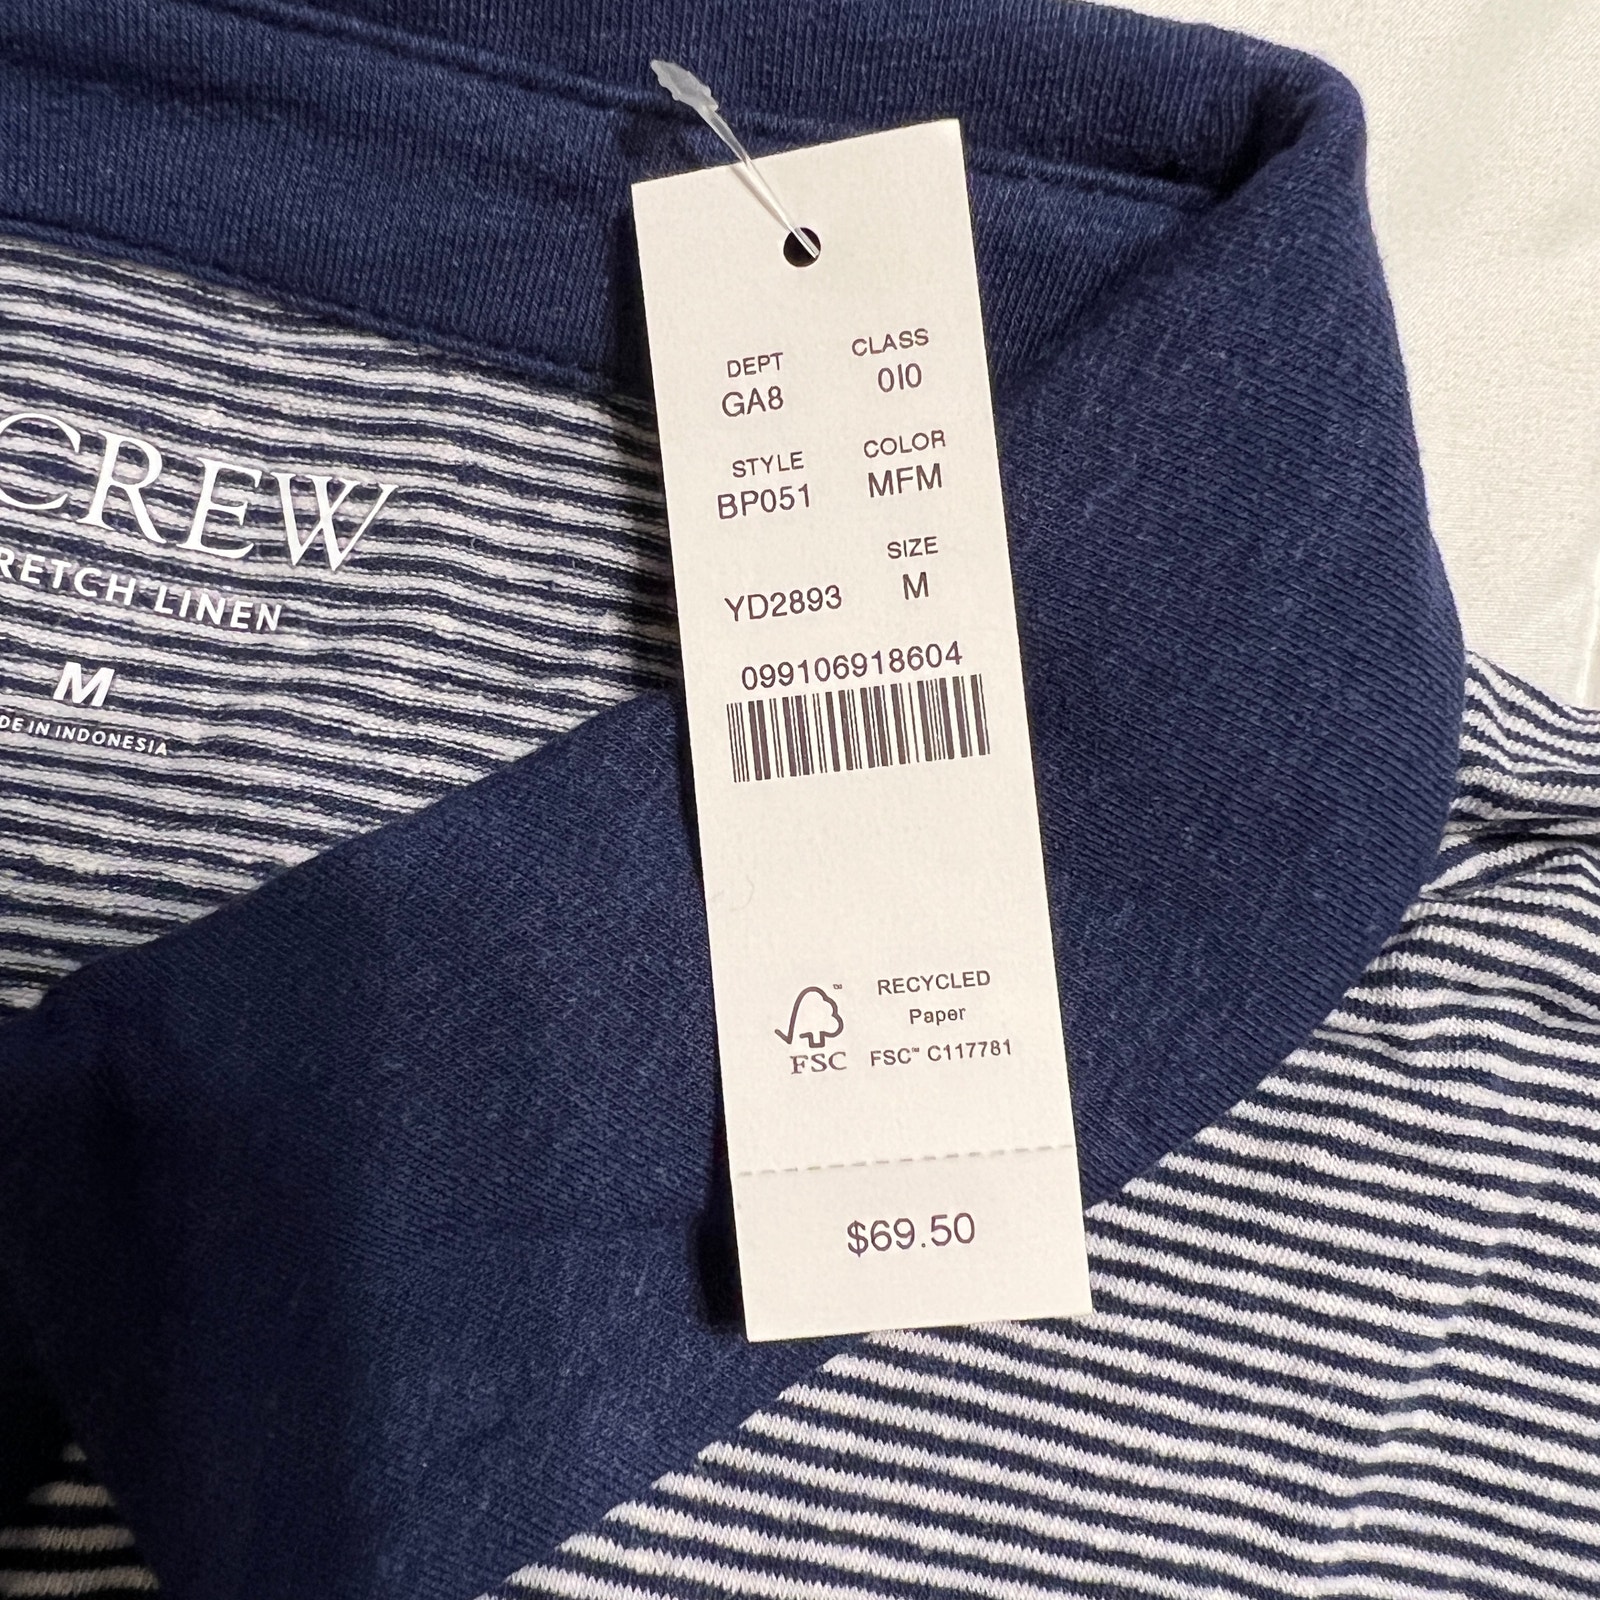 CREW
RETCH LINEN
M
DE IN INDONESIA
DEPT CLASS
GA8 010
STYLE COLOR
BP051 MFM
SIZE
YD2893 M
099106918604
™ RECYCLED
Paper
FSC FSC™ C117781
$69.50